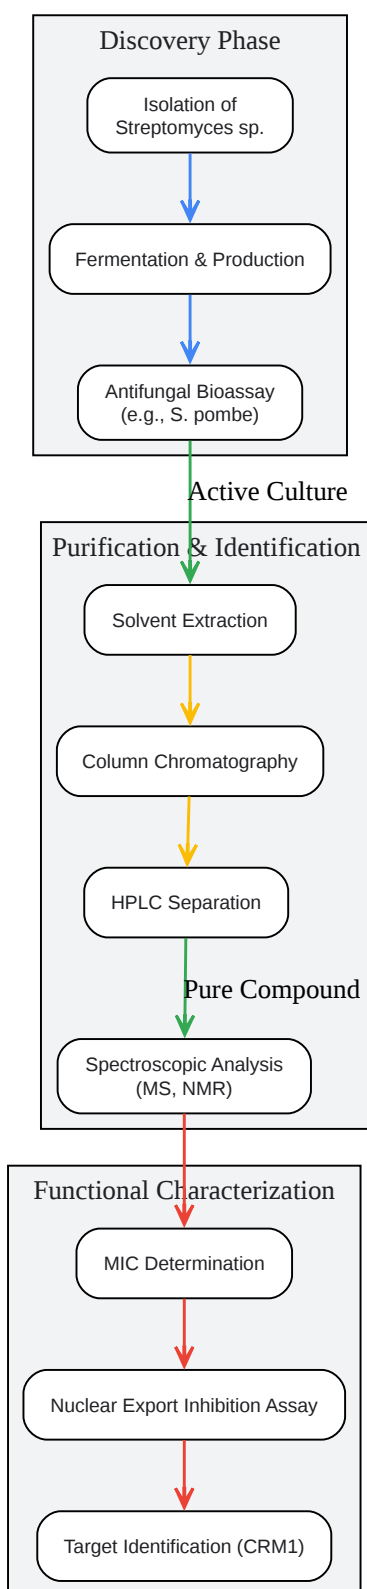 Discovery Phase
Isolation of
Streptomyces sp.
Fermentation & Production
Antifungal Bioassay
(e.g., S. pombe)
Active Culture
Purification & Identification
Solvent Extraction
Column Chromatography
HPLC Separation
Pure Compound
Spectroscopic Analysis
(MS, NMR)
Functional Characterization
MIC Determination
Nuclear Export Inhibition Assay
Target Identification (CRM1)